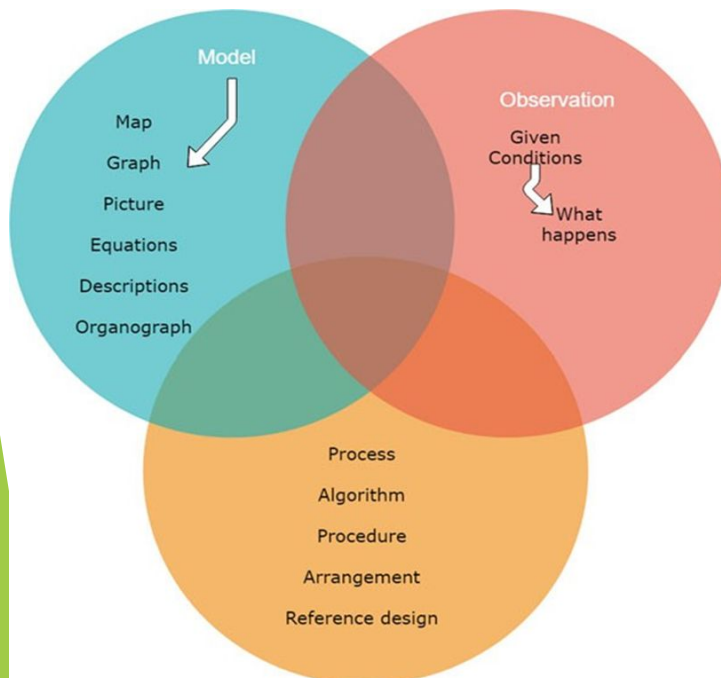 Model
Map
Graph
Picture
Equations
Descriptions
Organograph
Observation
Given
Conditions
What
happens
Process
Algorithm
Procedure
Arrangement
Reference design